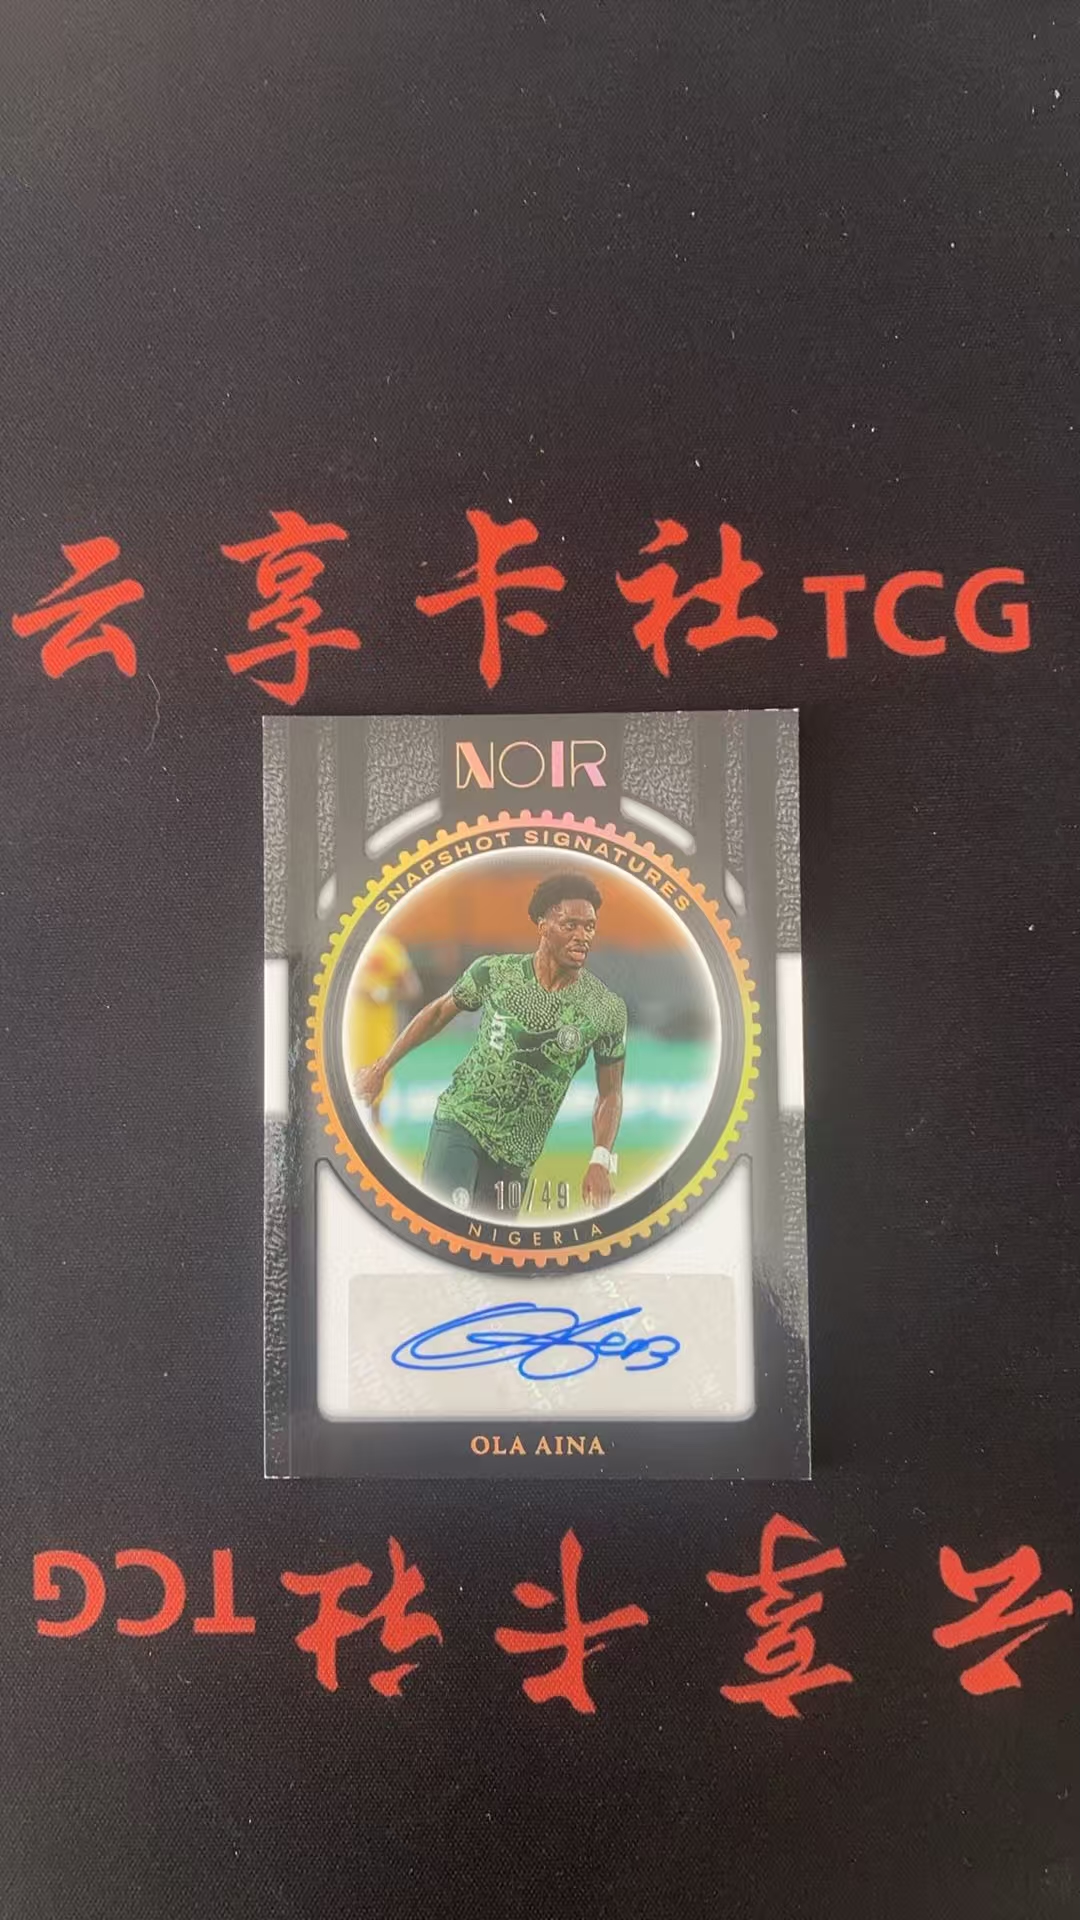 云享卡社TCG
NOIR
SNAPSHOT SIGNATURES
10/49
NIGERIA
OLA AINA
云享卡社TCG